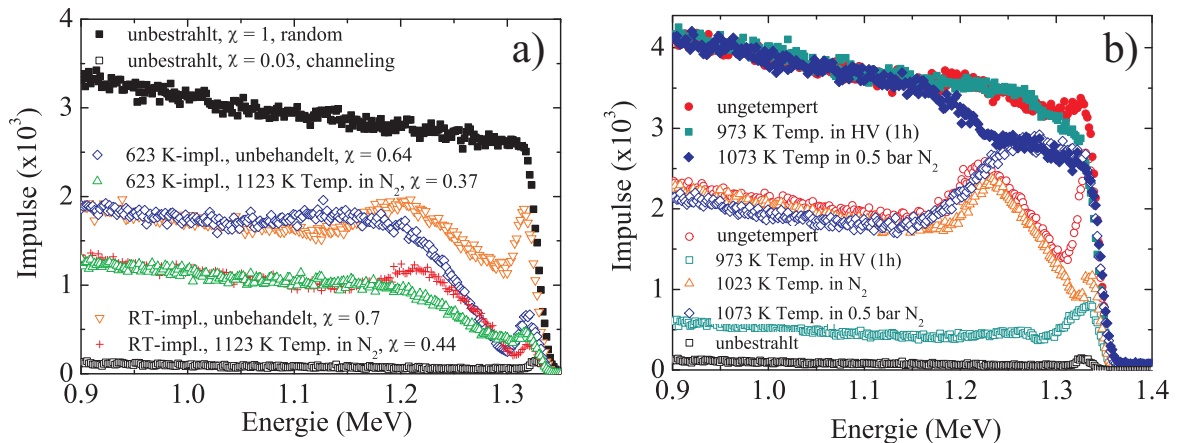 a)
unbestrahlt, χ = 1, random
unbestrahlt, χ = 0.03, channeling
623 K-impl., unbehandelt, χ = 0.64
623 K-impl., 1123 K Temp. in N₂, χ = 0.37
RT-impl., unbehandelt, χ = 0.7
RT-impl., 1123 K Temp. in N₂, χ = 0.44
Impulse (x10³)
3
2
1
0
0.9
1.0
1.1
1.2
1.3
Energie (MeV)
b)
ungetempert
973 K Temp. in HV (1h)
1073 K Temp in 0.5 bar N₂
ungetempert
973 K Temp. in HV (1h)
1023 K Temp. in N₂
1073 K Temp. in 0.5 bar N₂
unbestrahlt
Impulse (x10³)
4
3
2
1
0
0.9
1.0
1.1
1.2
1.3
1.4
Energie (MeV)